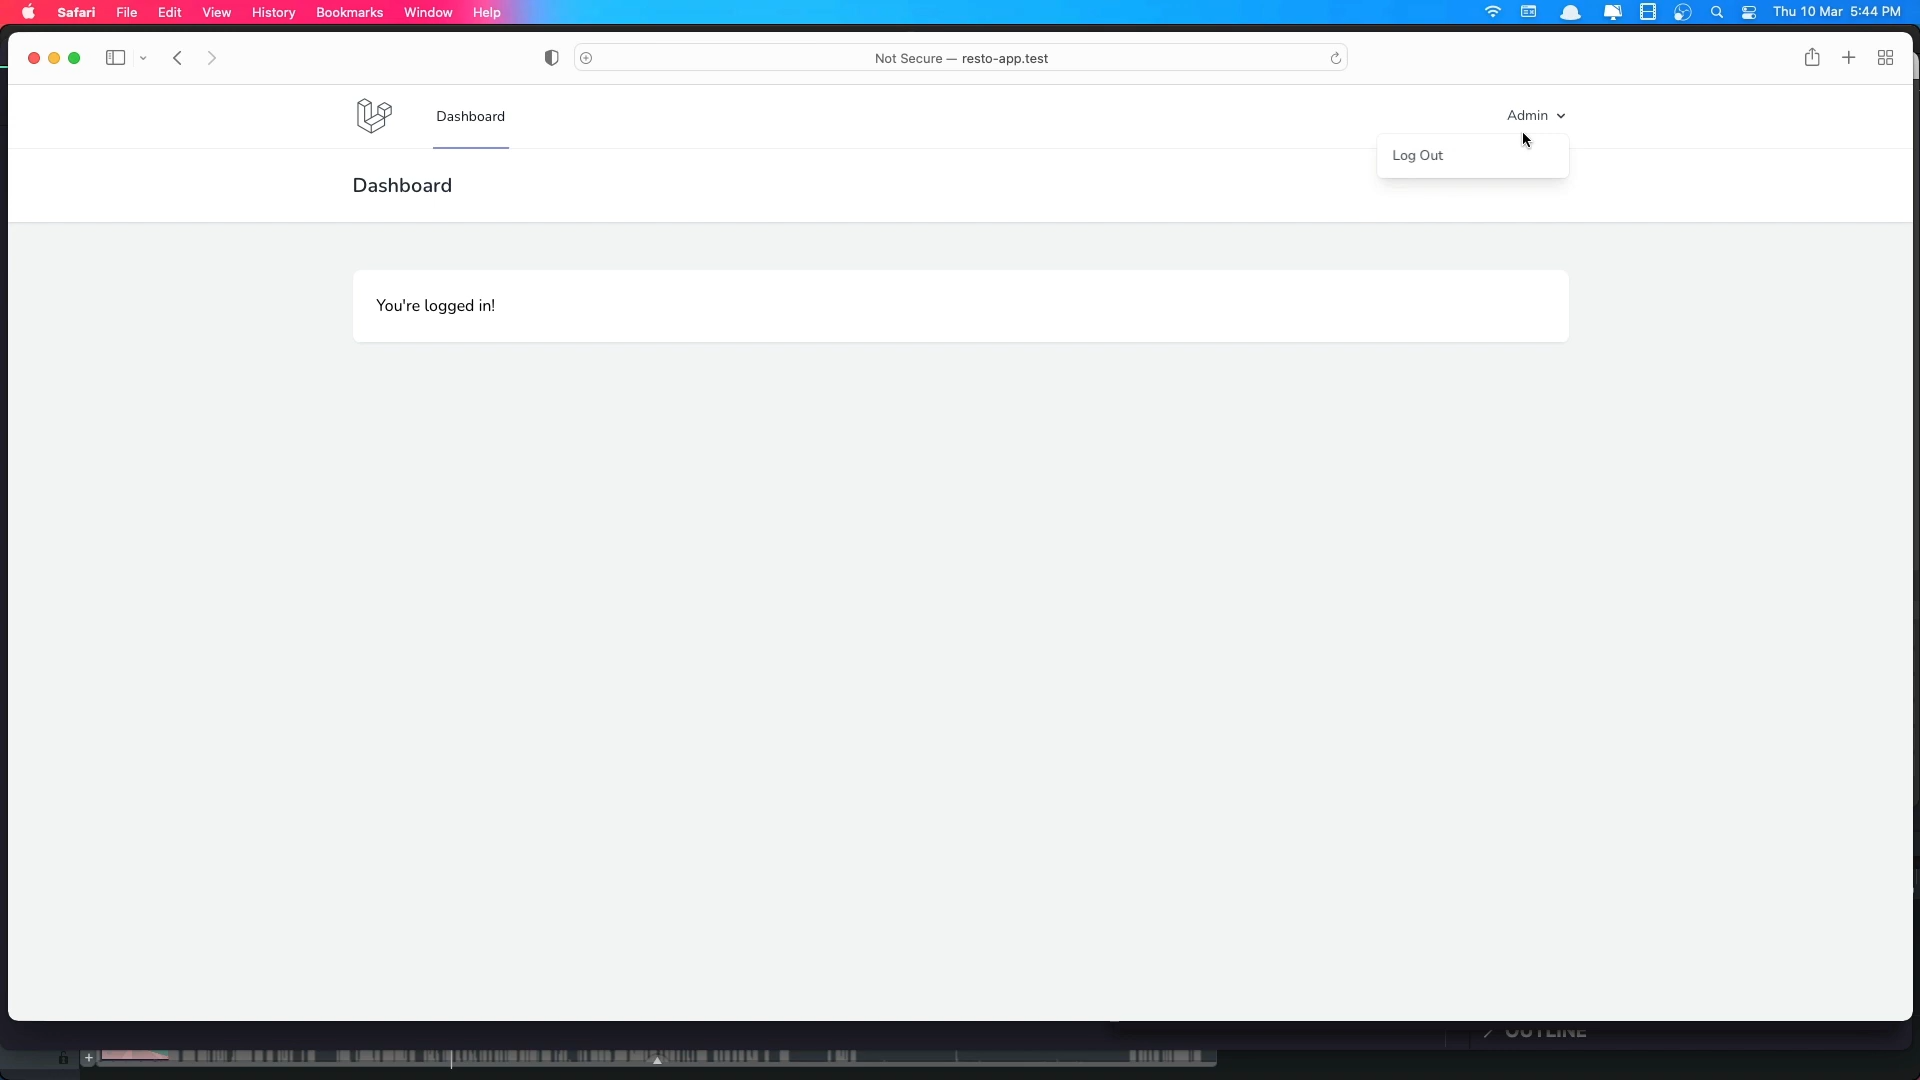 Safari File Edit View History Bookmarks Window Help Thu 10 Mar 5:44 PM
Not Secure — resto-app.test
Dashboard Admin
Log Out
Dashboard
You're logged in!
OUTLINE